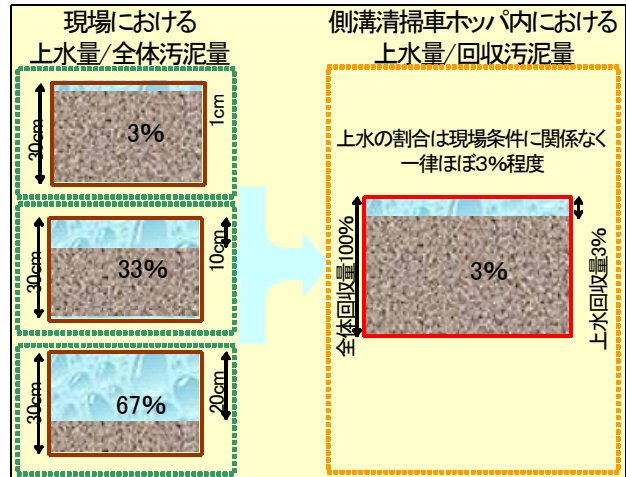 現場における
上水量/全体汚泥量
30cm
3%
1cm
30cm
33%
10cm
30cm
67%
20cm
側溝清掃車ホッパ内における
上水量/回収汚泥量
上水の割合は現場条件に関係なく
一律ほぼ3%程度
全体回収量100%
3%
上水回収量3%